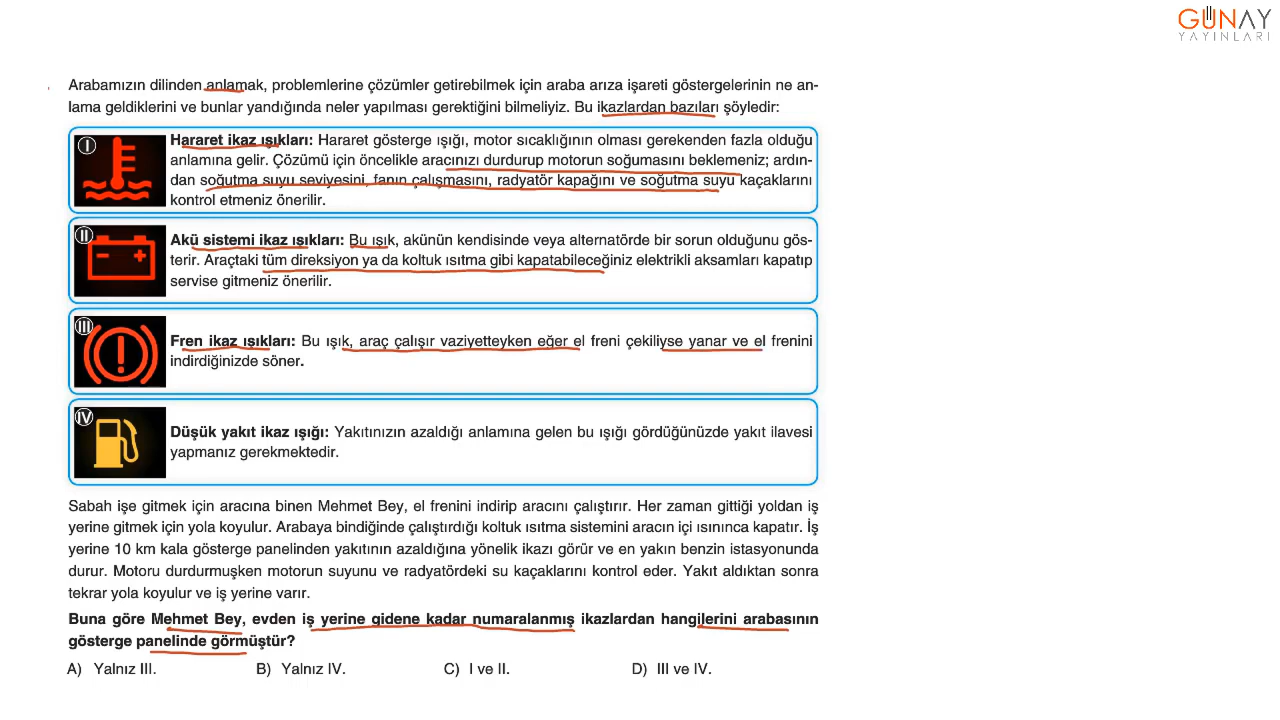 GÜNAY
YAYINLARI
Arabamızın dilinden anlamak, problemlerine çözümler getirebilmek için araba arıza işareti göstergelerinin ne an-
lama geldiklerini ve bunlar yandığında neler yapılması gerektiğini bilmeliyiz. Bu ikazlardan bazıları şöyledir:
I
Hararet ikaz ışıkları: Hararet gösterge ışığı, motor sıcaklığının olması gerekenden fazla olduğu
anlamına gelir. Çözümü için öncelikle aracınızı durdurup motorun soğumasını beklemeniz; ardın-
dan soğutma suyu seviyesini, fanın çalışmasını, radyatör kapağını ve soğutma suyu kaçaklarını
kontrol etmeniz önerilir.
II
Akü sistemi ikaz ışıkları: Bu ışık, akünün kendisinde veya alternatörde bir sorun olduğunu gös-
terir. Araçtaki tüm direksiyon ya da koltuk ısıtma gibi kapatabileceğiniz elektrikli aksamları kapatıp
servise gitmeniz önerilir.
III
Fren ikaz ışıkları: Bu ışık, araç çalışır vaziyetteyken eğer el freni çekiliyse yanar ve el frenini
indirdiğinizde söner.
IV
Düşük yakıt ikaz ışığı: Yakıtınızın azaldığı anlamına gelen bu ışığı gördüğünüzde yakıt ilavesi
yapmanız gerekmektedir.
Sabah işe gitmek için aracına binen Mehmet Bey, el frenini indirip aracını çalıştırır. Her zaman gittiği yoldan iş
yerine gitmek için yola koyulur. Arabaya bindiğinde çalıştırdığı koltuk ısıtma sistemini aracın içi ısınınca kapatır. İş
yerine 10 km kala gösterge panelinden yakıtının azaldığına yönelik ikazı görür ve en yakın benzin istasyonunda
durur. Motoru durdurmuşken motorun suyunu ve radyatördeki su kaçaklarını kontrol eder. Yakıt aldıktan sonra
tekrar yola koyulur ve iş yerine varır.
Buna göre Mehmet Bey, evden iş yerine gidene kadar numaralanmış ikazlardan hangilerini arabasının
gösterge panelinde görmüştür?
A) Yalnız III. B) Yalnız IV. C) I ve II. D) III ve IV.